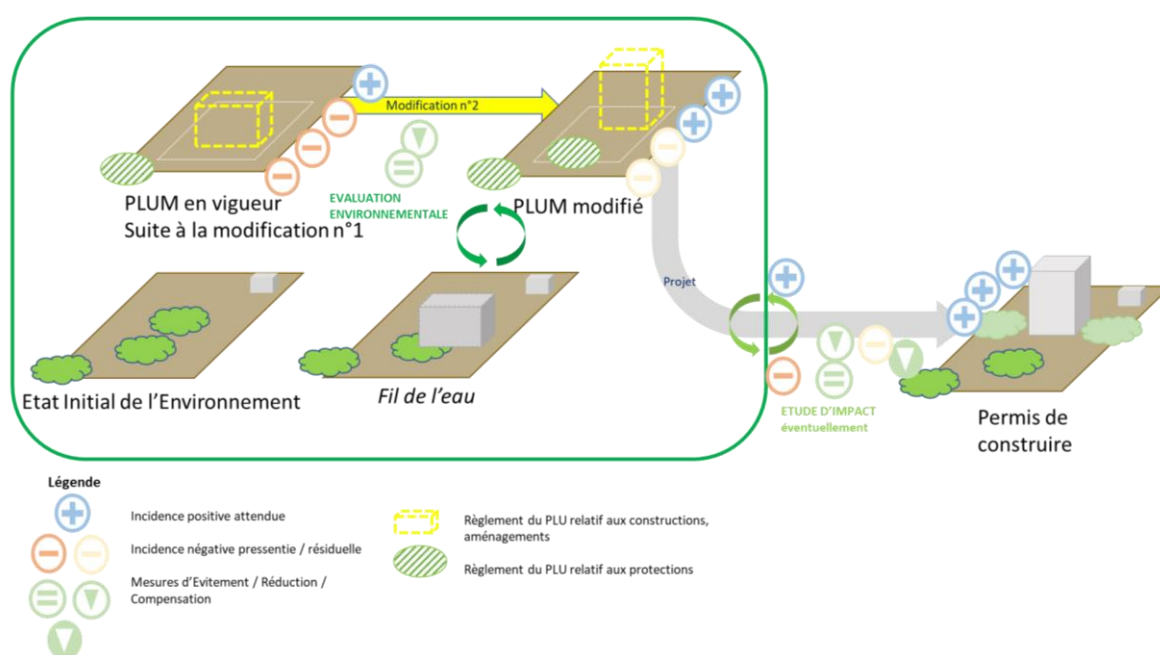 Modification n°2
PLUM en vigueur
Suite à la modification n°1
EVALUATION
ENVIRONNEMENTALE
PLUM modifié
Projet
Etat Initial de l'Environnement
Fil de l'eau
ETUDE D'IMPACT
éventuellement
Permis de
construire
Légende
Incidence positive attendue
Incidence négative pressentie / résiduelle
Mesures d'Evitement / Réduction /
Compensation
Règlement du PLU relatif aux constructions,
aménagements
Règlement du PLU relatif aux protections